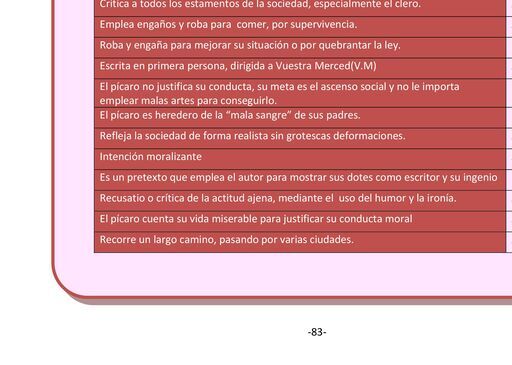 Critica a todos los estamentos de la sociedad, especialmente el clero.
Emplea engaños y roba para  comer, por supervivencia.
Roba y engaña para mejorar su situación o por quebrantar la ley.
Escrita en primera persona, dirigida a Vuestra Merced(V.M)
El pícaro no justifica su conducta, su meta es el ascenso social y no le importa
emplear malas artes para conseguirlo.
El pícaro es heredero de la “mala sangre” de sus padres.
Refleja la sociedad de forma realista sin grotescas deformaciones.
Intención moralizante
Es un pretexto que emplea el autor para mostrar sus dotes como escritor y su ingenio
Recusatio o crítica de la actitud ajena, mediante el  uso del humor y la ironía.
El pícaro cuenta su vida miserable para justificar su conducta moral
Recorre un largo camino, pasando por varias ciudades.
-83-